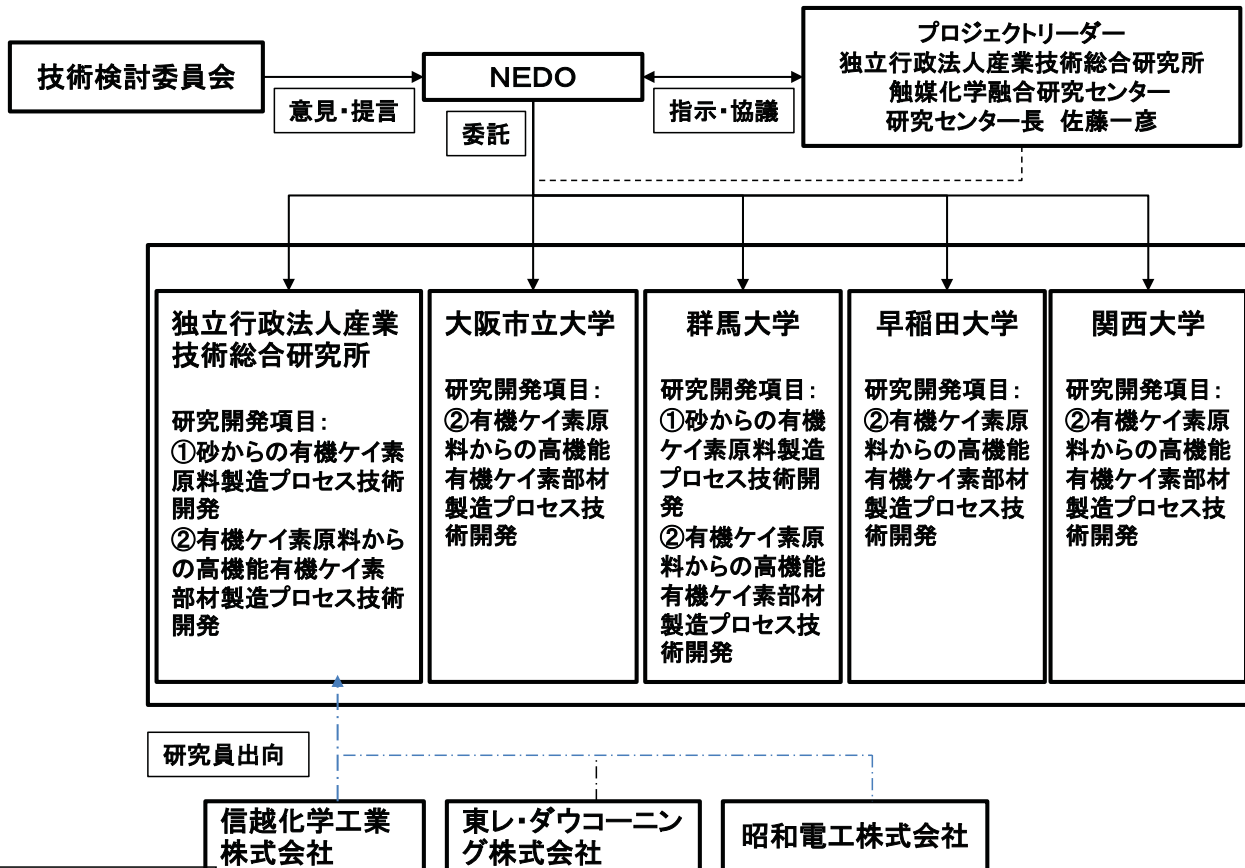 技術検討委員会
意見・提言
NEDO
委託
指示・協議
プロジェクトリーダー
独立行政法人産業技術総合研究所
触媒化学融合研究センター
研究センター長 佐藤一彦
独立行政法人産業
技術総合研究所
研究開発項目:
①砂からの有機ケイ素
原料製造プロセス技術
開発
②有機ケイ素原料から
の高機能有機ケイ素
部材製造プロセス技術
開発
大阪市立大学
研究開発項目:
②有機ケイ素原
料からの高機能
有機ケイ素部材
製造プロセス技
術開発
群馬大学
研究開発項目:
①砂からの有機
ケイ素原料製造
プロセス技術開
発
②有機ケイ素原
料からの高機能
有機ケイ素部材
製造プロセス技
術開発
早稲田大学
研究開発項目:
②有機ケイ素原
料からの高機能
有機ケイ素部材
製造プロセス技
術開発
関西大学
研究開発項目:
②有機ケイ素原
料からの高機能
有機ケイ素部材
製造プロセス技
術開発
研究員出向
信越化学工業
株式会社
東レ・ダウコーニン
グ株式会社
昭和電工株式会社